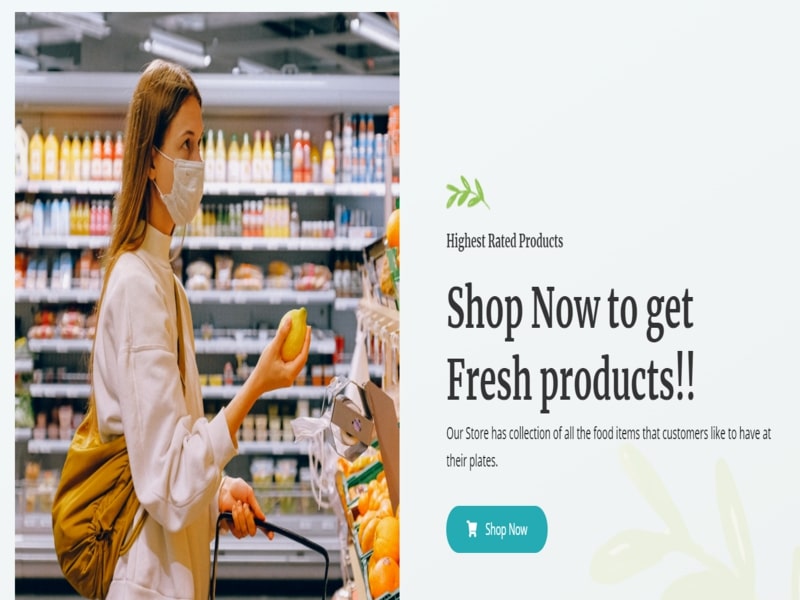 Highest Rated Products
Shop Now to get
Fresh products!!
Our Store has collection of all the food items that customers like to have at
their plates.
Shop Now